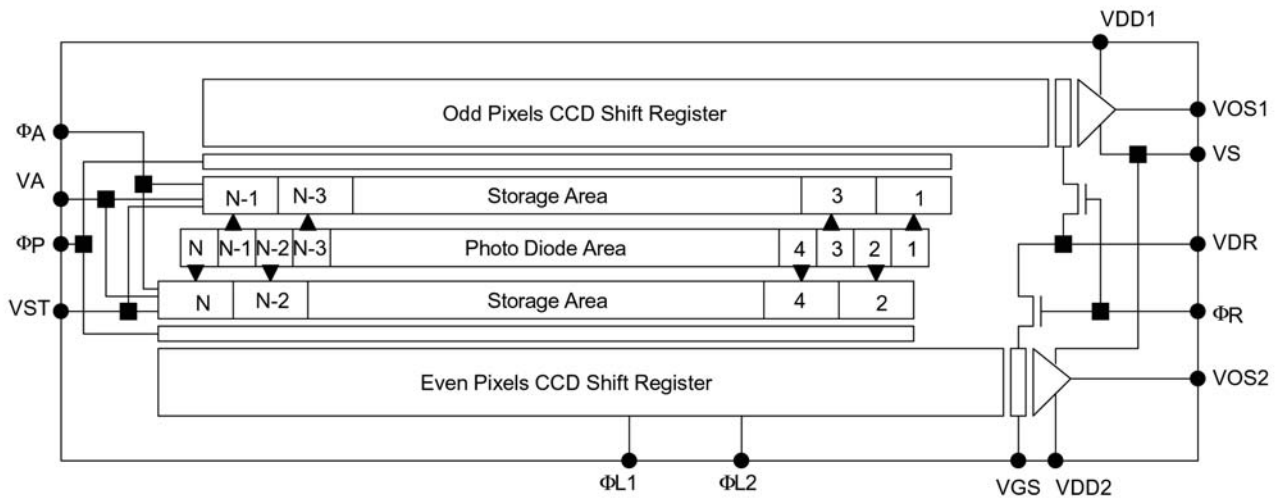 VDD1
Odd Pixels CCD Shift Register
VOS1
ΦA
VS
VA
N-1 N-3 Storage Area 3 1
ΦP
N N-1 N-2 N-3 Photo Diode Area 4 3 2 1
VDR
VST
N N-2 Storage Area 4 2
ΦR
Even Pixels CCD Shift Register
VOS2
ΦL1 ΦL2 VGS VDD2